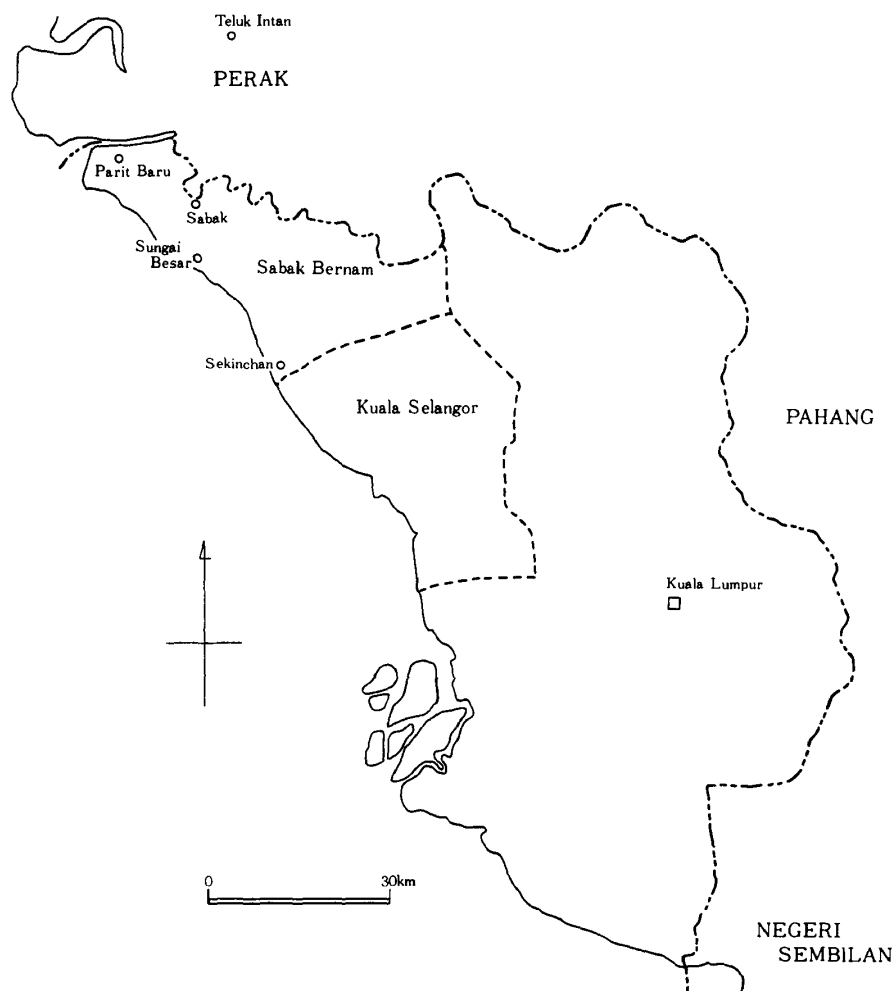 Teluk Intan
PERAK
Parit Baru
Sabak
Sungai
Besar
Sabak Bernam
Sekinchan
Kuala Selangor
PAHANG
Kuala Lumpur
0 30km
NEGERI
SEMBILAN